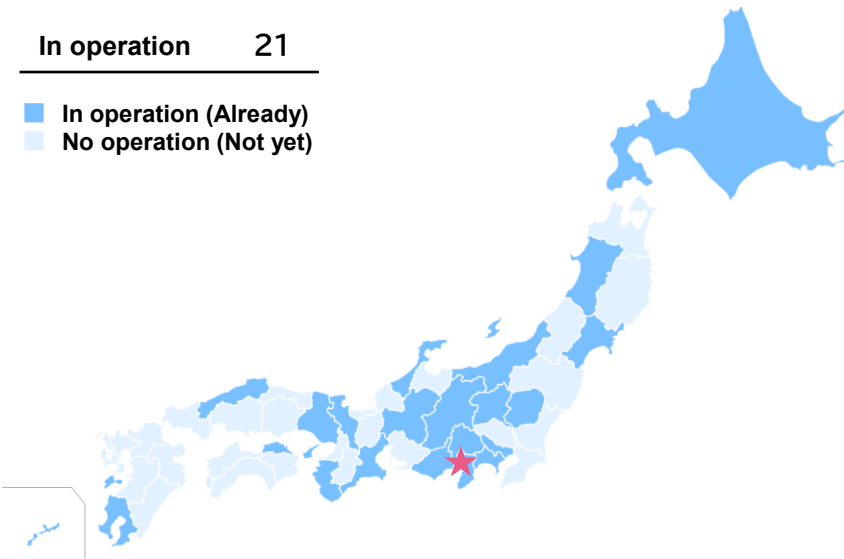 In operation 21
In operation (Already)
No operation (Not yet)